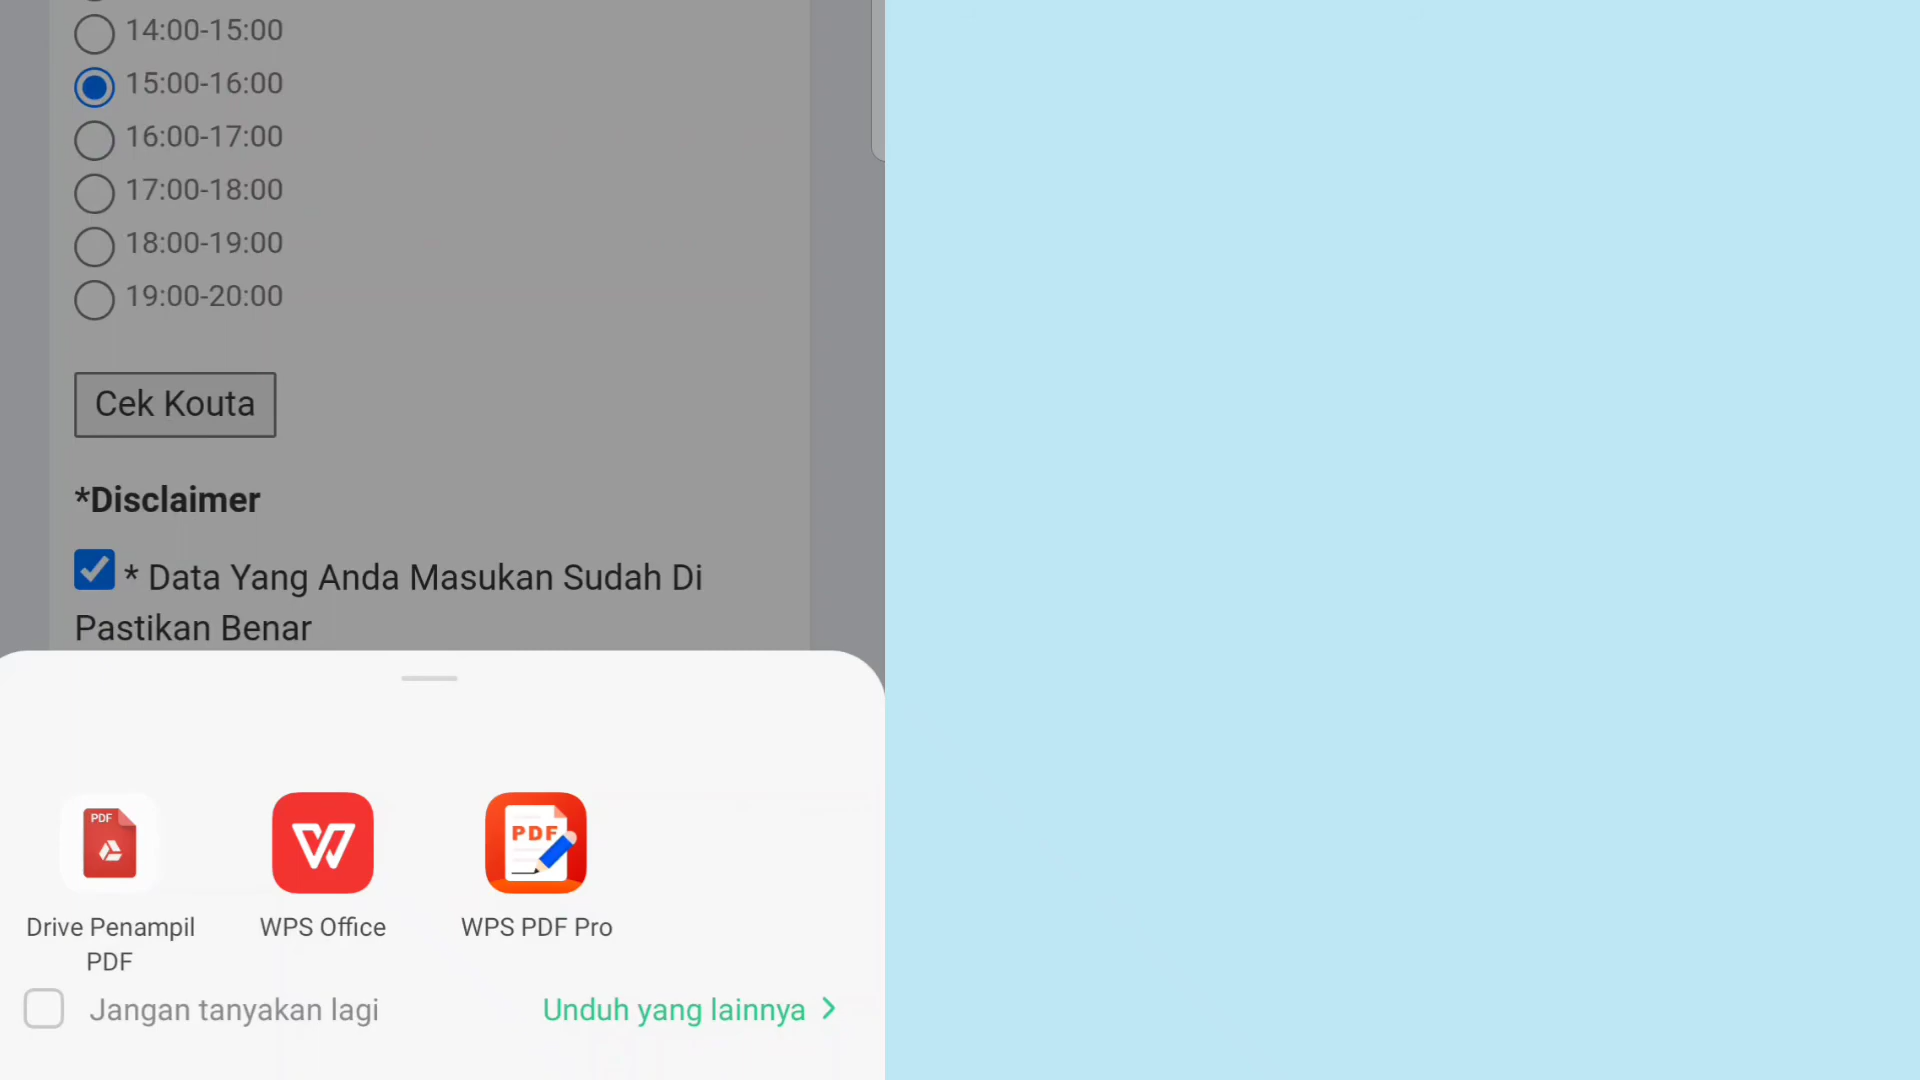 14:00-15:00
15:00-16:00
16:00-17:00
17:00-18:00
18:00-19:00
19:00-20:00
Cek Kouta
*Disclaimer
* Data Yang Anda Masukan Sudah Di
Pastikan Benar
PDF
PDF
Drive Penampil
PDF
WPS Office
WPS PDF Pro
Jangan tanyakan lagi
Unduh yang lainnya